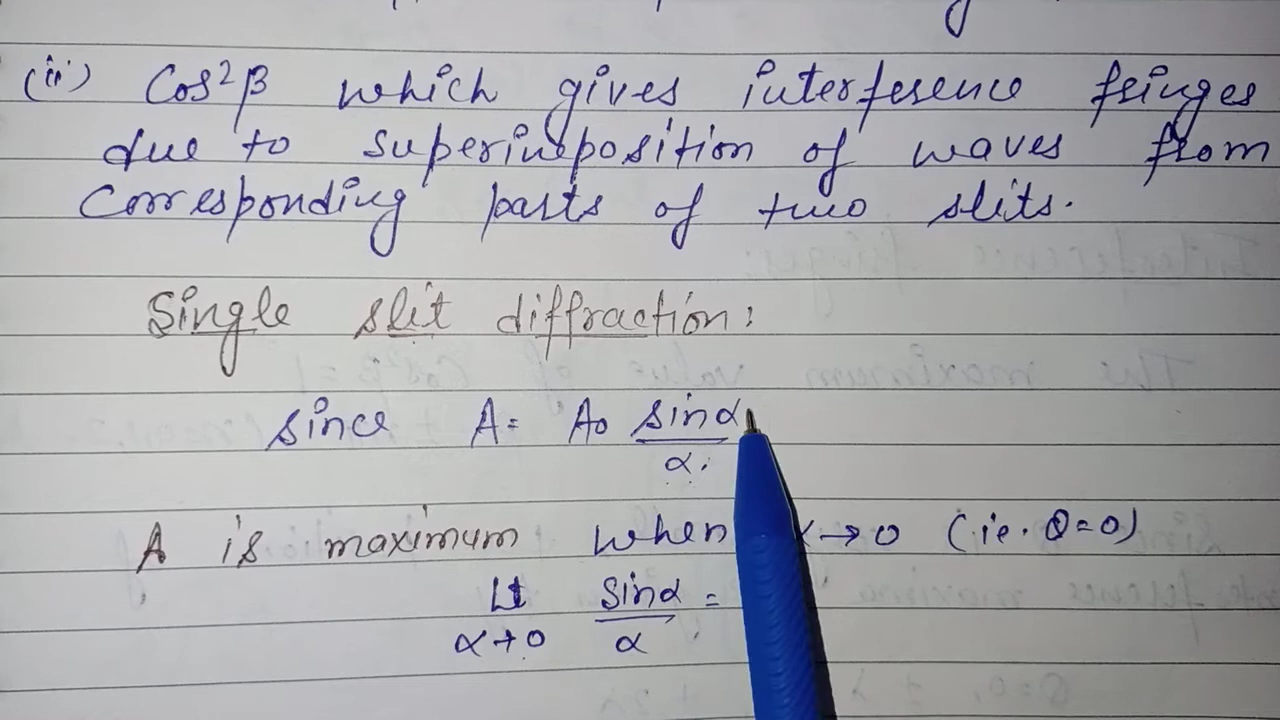 (ii) Cos²β which gives interference fringes
due to superimposition of waves from
Corresponding parts of two slits.
Single slit diffraction:
Since A = A₀ sinα/α.
A is maximum when α→0 (ie. θ=0)
Lt α→0 Sinα/α =